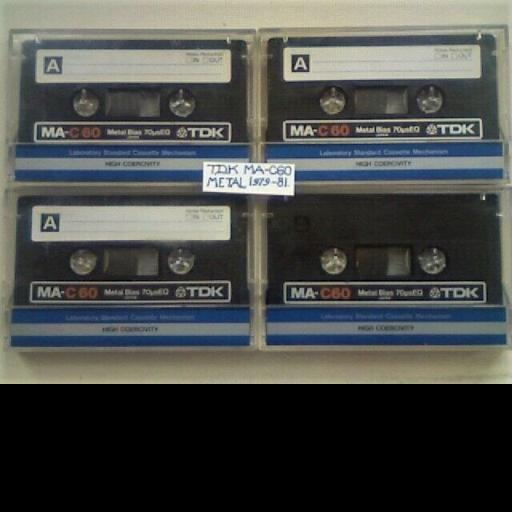 A
Noise Reduction
IN OUT
MA-C60
Metal Bias 70µsEQ
TDK
Laboratory Standard Cassette Mechanism
HIGH COERCIVITY
A
Noise Reduction
IN OUT
MA-C60
Metal Bias 70µsEQ
TDK
Laboratory Standard Cassette Mechanism
HIGH COERCIVITY
TDK MA-C60
METAL 1979-81.
A
Noise Reduction
IN OUT
MA-C60
Metal Bias 70µsEQ
TDK
Laboratory Standard Cassette Mechanism
HIGH COERCIVITY
MA-C60
Metal Bias 70µsEQ
TDK
Laboratory Standard Cassette Mechanism
HIGH COERCIVITY